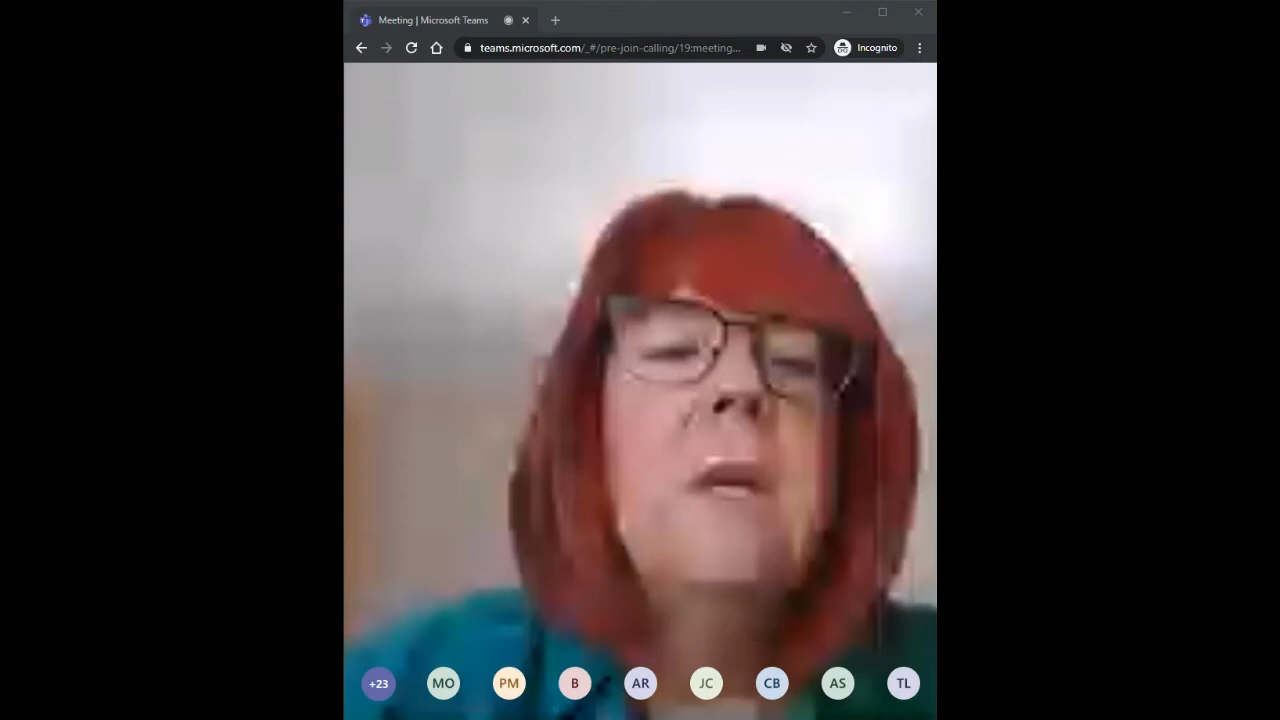 Meeting | Microsoft Teams
teams.microsoft.com/_#/pre-join-calling/19:meeting...
Incognito
+23 MO PM B AR JC CB AS TL